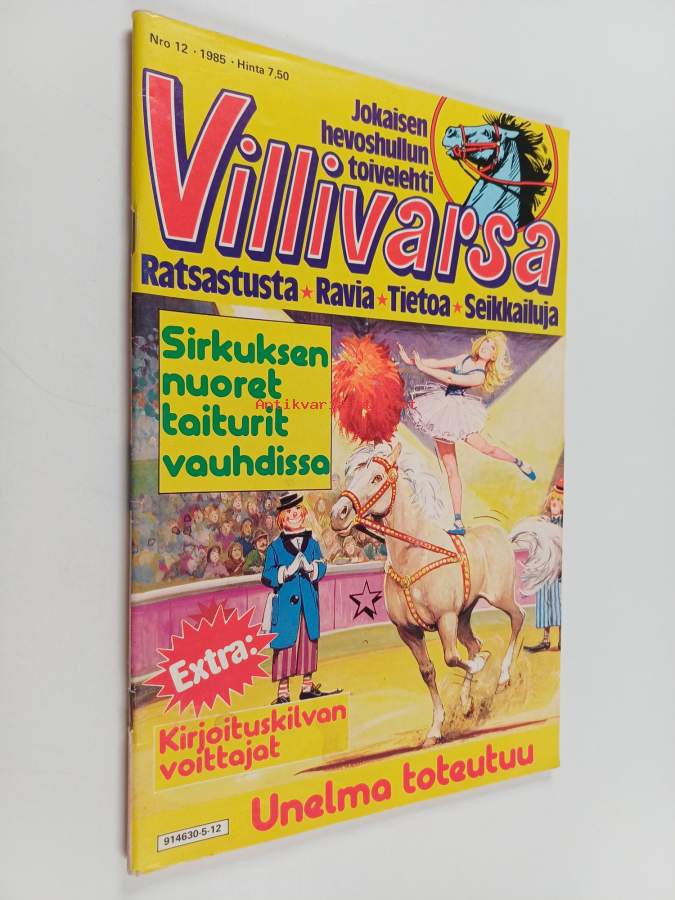 Nro 12 · 1985 · Hinta 7,50
Jokaisen
hevoshullun
toivelehti
Villivarsa
Ratsastusta ★ Ravia ★ Tietoa ★ Seikkailuja
Sirkuksen
nuoret
taiturit
vauhdissa
Extra:
Kirjoituskilvan
voittajat
Unelma toteutuu
914630-5-12